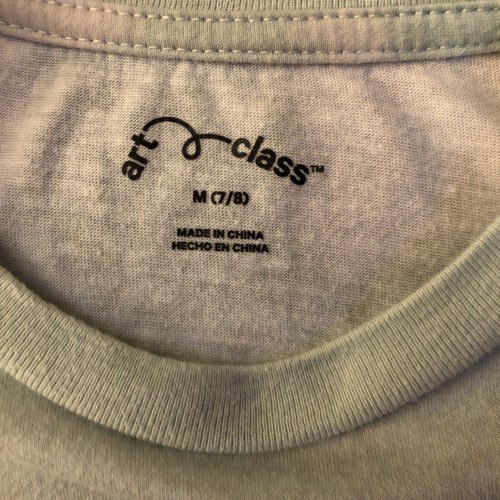 art class™
M (7/8)
MADE IN CHINA
HECHO EN CHINA